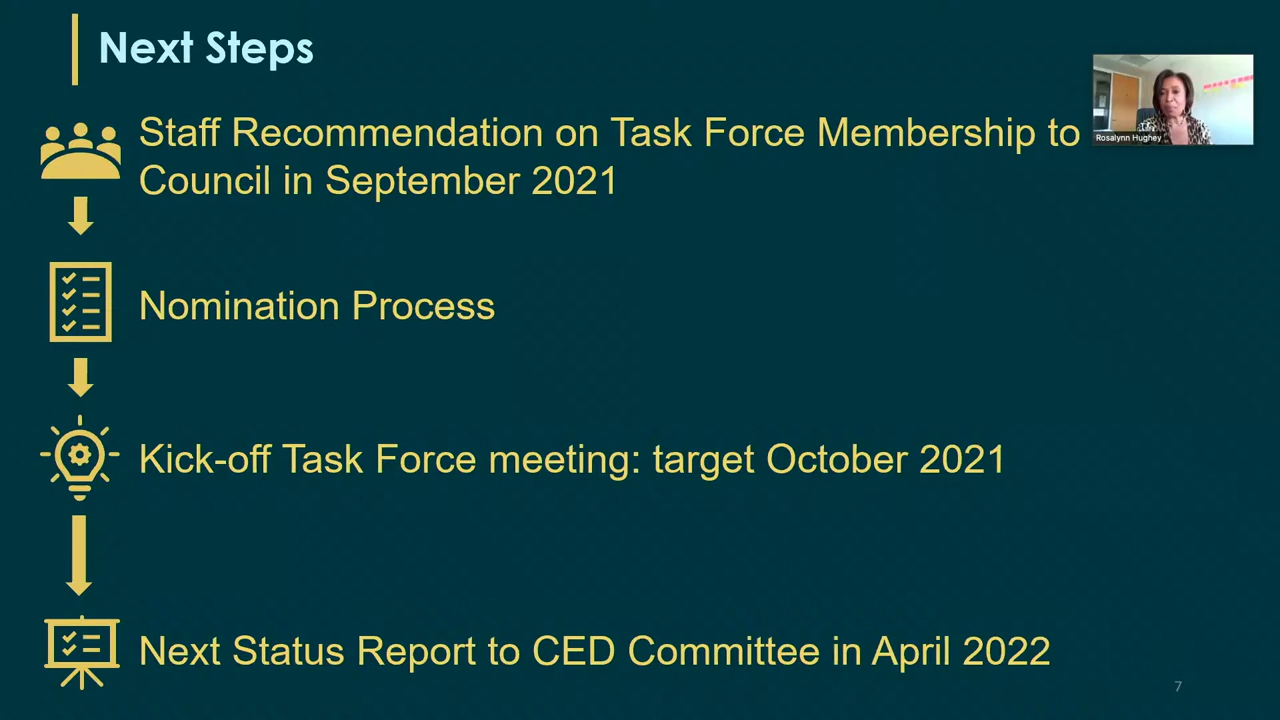 Next Steps
Staff Recommendation on Task Force Membership to
Council in September 2021
Rosalynn Hughey
Nomination Process
Kick-off Task Force meeting: target October 2021
Next Status Report to CED Committee in April 2022
7